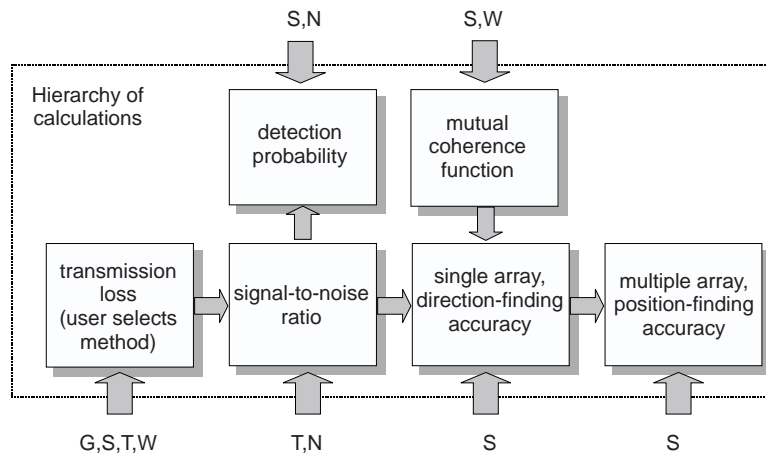 S,N
S,W
Hierarchy of
calculations
detection
probability
mutual
coherence
function
transmission
loss
(user selects
method)
signal-to-noise
ratio
single array,
direction-finding
accuracy
multiple array,
position-finding
accuracy
G,S,T,W
T,N
S
S